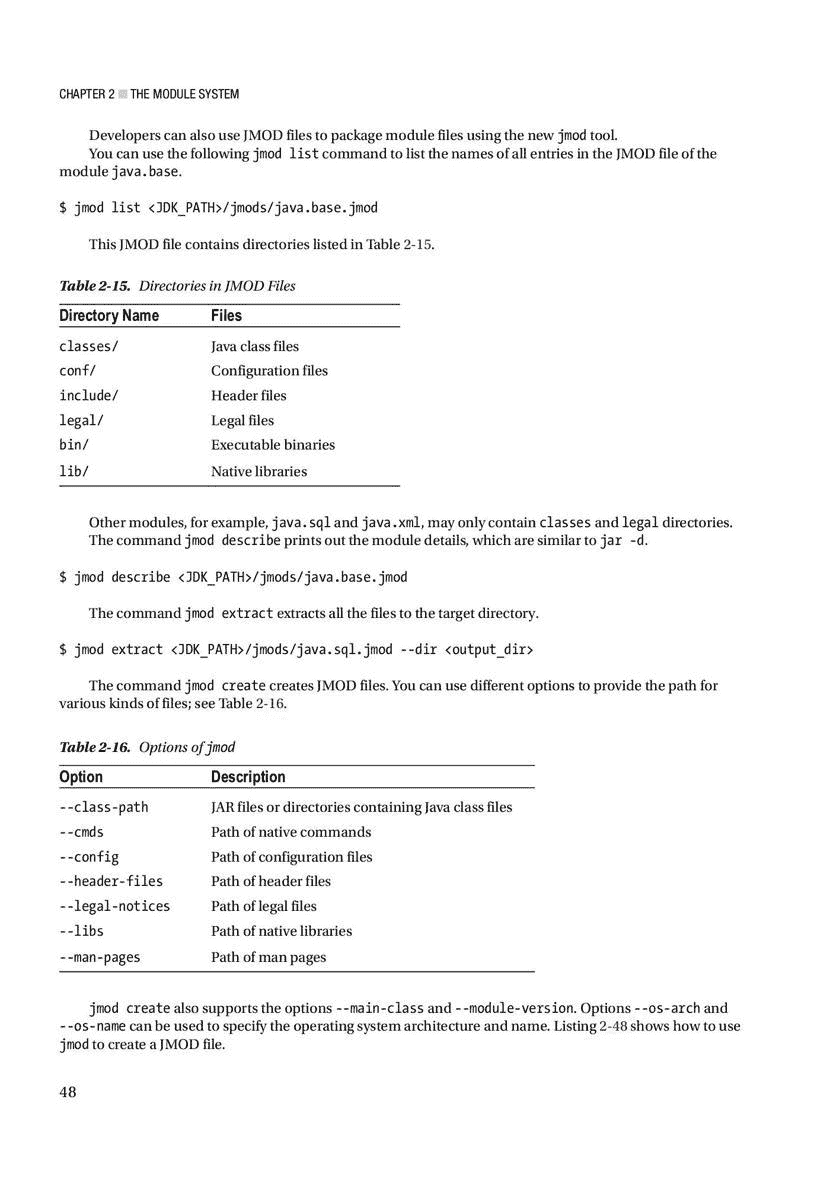 CHAPTER 2 ■ THE MODULE SYSTEM
Developers can also use JMOD files to package module files using the new jmod tool.
You can use the following jmod list command to list the names of all entries in the JMOD file of the
module java.base.
$ jmod list <JDK_PATH>/jmods/java.base.jmod
This JMOD file contains directories listed in Table 2-15.
Table 2-15. Directories in JMOD Files
Directory Name Files
classes/ Java class files
conf/ Configuration files
include/ Header files
legal/ Legal files
bin/ Executable binaries
lib/ Native libraries
Other modules, for example, java.sql and java.xml, may only contain classes and legal directories.
The command jmod describe prints out the module details, which are similar to jar -d.
$ jmod describe <JDK_PATH>/jmods/java.base.jmod
The command jmod extract extracts all the files to the target directory.
$ jmod extract <JDK_PATH>/jmods/java.sql.jmod --dir <output_dir>
The command jmod create creates JMOD files. You can use different options to provide the path for
various kinds of files; see Table 2-16.
Table 2-16. Options of jmod
Option Description
--class-path JAR files or directories containing Java class files
--cmds Path of native commands
--config Path of configuration files
--header-files Path of header files
--legal-notices Path of legal files
--libs Path of native libraries
--man-pages Path of man pages
jmod create also supports the options --main-class and --module-version. Options --os-arch and
--os-name can be used to specify the operating system architecture and name. Listing 2-48 shows how to use
jmod to create a JMOD file.
48